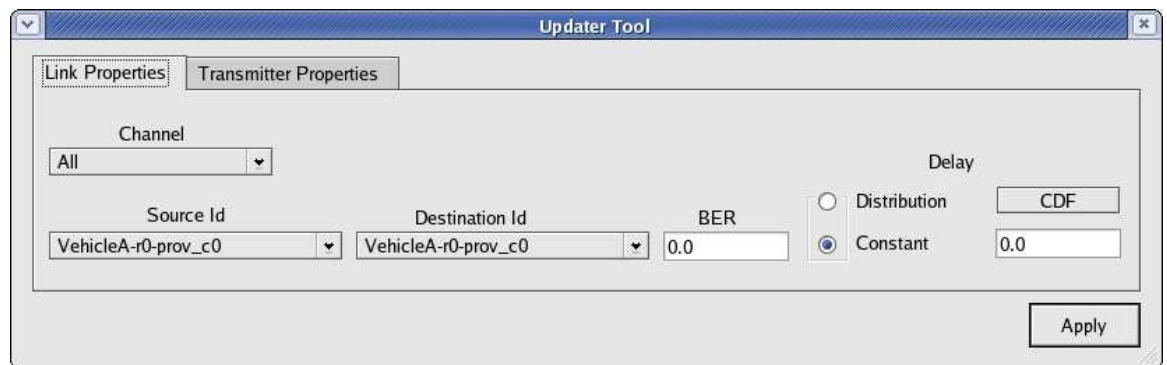 Updater Tool
Link Properties
Transmitter Properties
Channel
All
Delay
Source Id
Destination Id
BER
Distribution
CDF
VehicleA-r0-prov_c0
VehicleA-r0-prov_c0
0.0
Constant
0.0
Apply